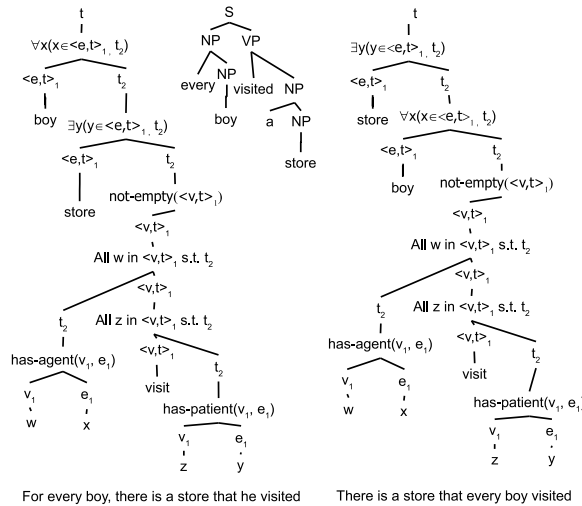 t
∀x(x∈<e,t>₁, t₂)
<e,t>₁ t₂
boy
∃y(y∈<e,t>₁, t₂)
<e,t>₁ t₂
store
not-empty(<v,t>₁)
<v,t>₁
All w in <v,t>₁ s.t. t₂
<v,t>₁
t₂
All z in <v,t>₁ s.t. t₂
has-agent(v₁, e₁)
<v,t>₁
t₂
v₁ e₁
visit
w x
has-patient(v₁, e₁)
v₁ e₁
z y
For every boy, there is a store that he visited
S
NP VP
every NP visited NP
boy
a NP
store
t
∃y(y∈<e,t>₁, t₂)
<e,t>₁ t₂
store
∀x(x∈<e,t>₁, t₂)
<e,t>₁ t₂
boy
not-empty(<v,t>₁)
<v,t>₁
All w in <v,t>₁ s.t. t₂
<v,t>₁
t₂
All z in <v,t>₁ s.t. t₂
has-agent(v₁, e₁)
<v,t>₁
t₂
v₁ e₁
visit
w x
has-patient(v₁, e₁
v₁ e₁
z y
There is a store that every boy visited